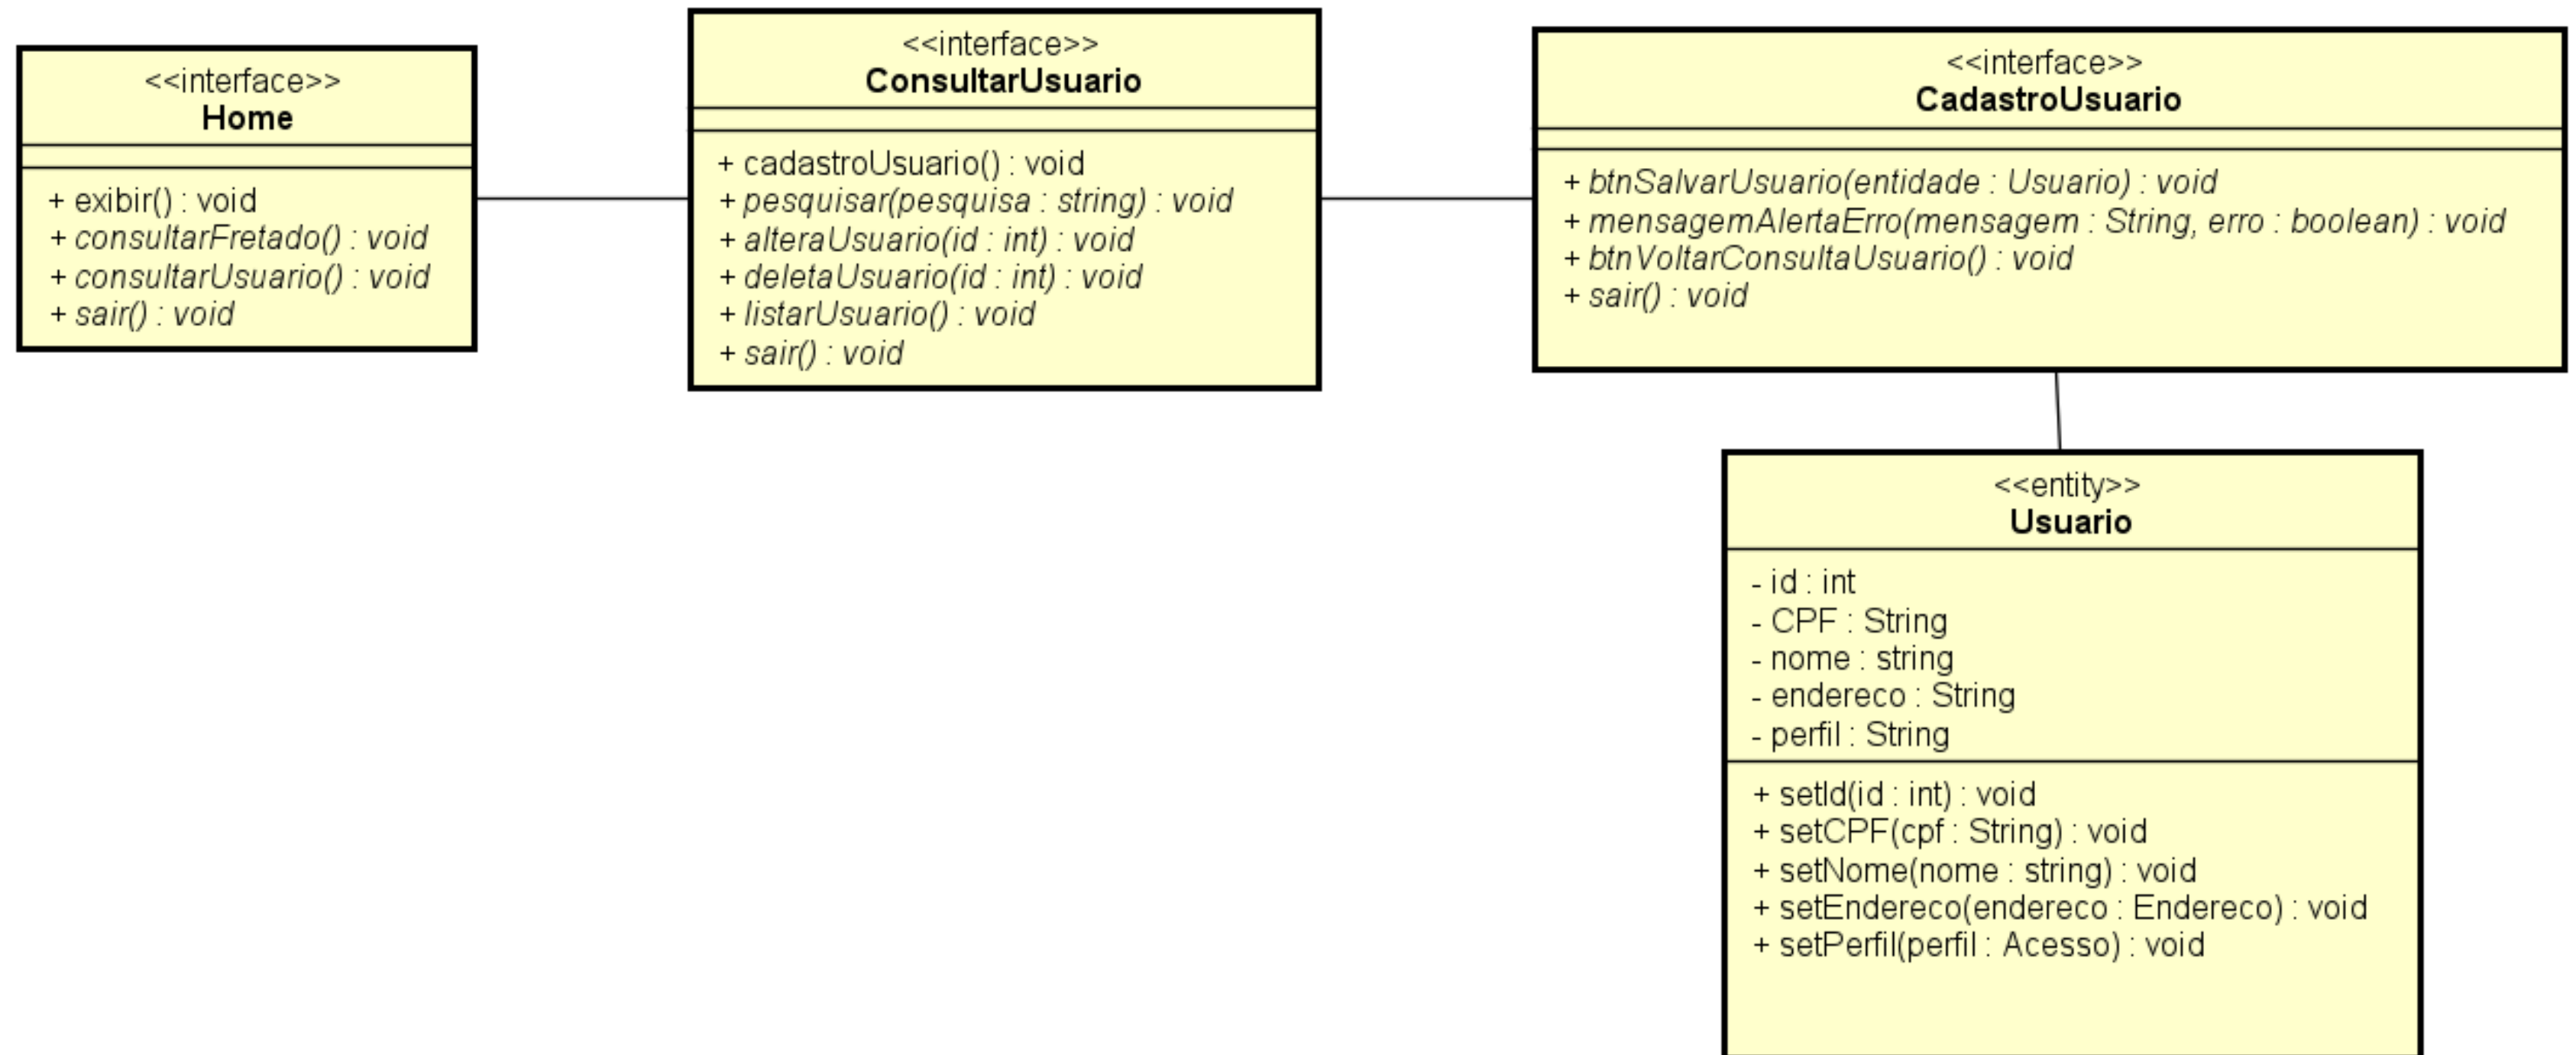 <<interface>>
Home
+ exibir() : void
+ consultarFretado() : void
+ consultarUsuario() : void
+ sair() : void
<<interface>>
ConsultarUsuario
+ cadastroUsuario() : void
+ pesquisar(pesquisa : string) : void
+ alteraUsuario(id : int) : void
+ deletaUsuario(id : int) : void
+ listarUsuario() : void
+ sair() : void
<<interface>>
CadastroUsuario
+ btnSalvarUsuario(entidade : Usuario) : void
+ mensagemAlertaErro(mensagem : String, erro : boolean) : void
+ btnVoltarConsultaUsuario() : void
+ sair() : void
<<entity>>
Usuario
- id : int
- CPF : String
- nome : string
- endereco : String
- perfil : String
+ setId(id : int) : void
+ setCPF(cpf : String) : void
+ setNome(nome : string) : void
+ setEndereco(endereco : Endereco) : void
+ setPerfil(perfil : Acesso) : void